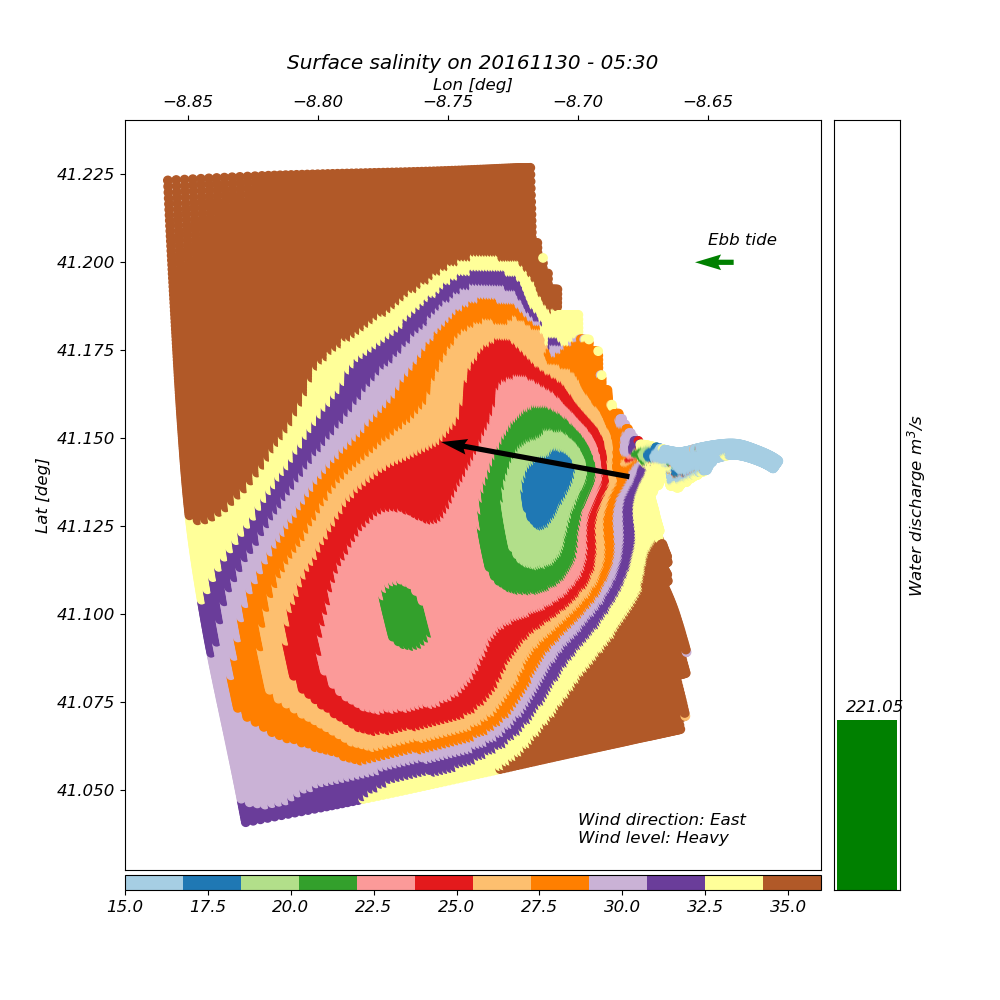 Surface salinity on 20161130 - 05:30
Lon [deg]
−8.85 −8.80 −8.75 −8.70 −8.65
41.225
41.200
41.175
41.150
41.125
41.100
41.075
41.050
Lat [deg]
Ebb tide
Wind direction: East
Wind level: Heavy
15.0 17.5 20.0 22.5 25.0 27.5 30.0 32.5 35.0
221.05
Water discharge m³/s